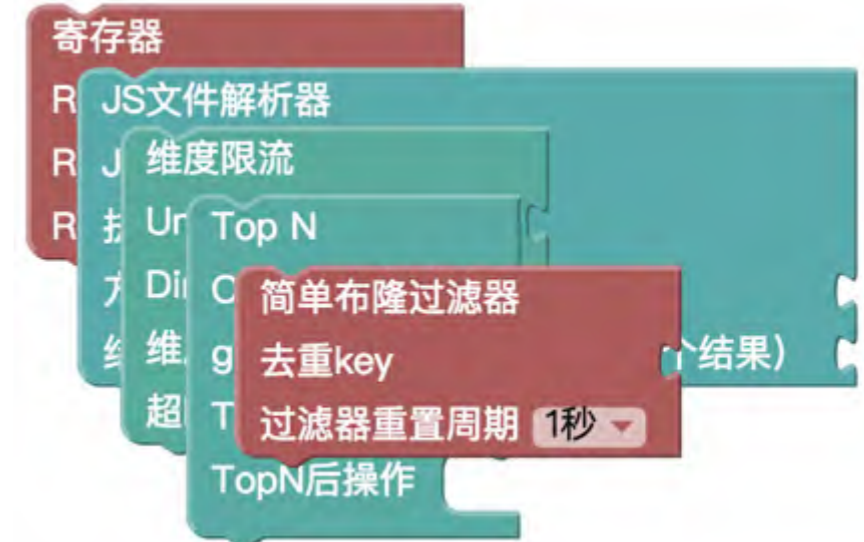 寄存器
R
R
R
JS文件解析器
J
方
维度限流
Un
Dir
维
超
Top N
C
g
T
TopN后操作
简单布隆过滤器
去重key
过滤器重置周期 1秒
个结果)